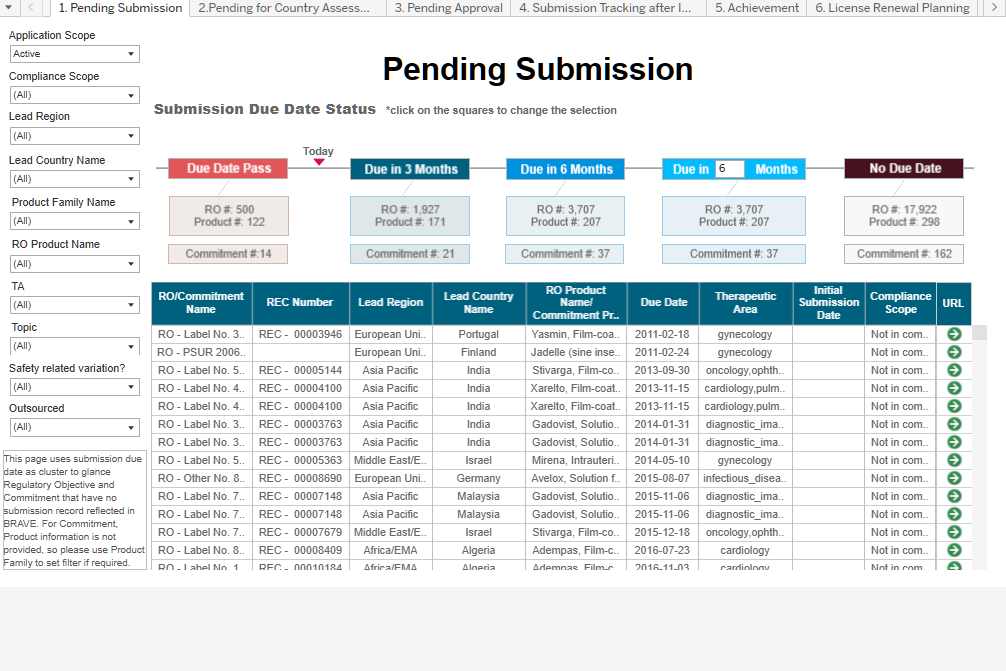 1. Pending Submission
2.Pending for Country Assess...
3. Pending Approval
4. Submission Tracking after I...
5. Achievement
6. License Renewal Planning
Application Scope
Active
Compliance Scope
(All)
Lead Region
(All)
Lead Country Name
(All)
Product Family Name
(All)
RO Product Name
(All)
TA
(All)
Topic
(All)
Safety related variation?
(All)
Outsourced
(All)
This page uses submission due
date as cluster to glance
Regulatory Objective and
Commitment that have no
submission record reflected in
BRAVE. For Commitment,
Product information is not
provided, so please use Product
Family to set filter if required.
Pending Submission
Submission Due Date Status *click on the squares to change the selection
Today
Due Date Pass
Due in 3 Months
Due in 6 Months
Due in 6 Months
No Due Date
RO #: 500
Product #: 122
RO #: 1,927
Product #: 171
RO #: 3,707
Product #: 207
RO #: 3,707
Product #: 207
RO #: 17,922
Product #: 298
Commitment #:14
Commitment #: 21
Commitment #: 37
Commitment #: 37
Commitment #: 162
RO/Commitment
Name
REC Number
Lead Region
Lead Country
Name
RO Product
Name/
Commitment Pr..
Due Date
Therapeutic
Area
Initial
Submission
Date
Compliance
Scope
URL
RO - Label No. 3.. REC - 00003946 European Uni.. Portugal Yasmin, Film-coa.. 2011-02-18 gynecology Not in com..
RO - PSUR 2006.. European Uni.. Finland Jadelle (sine inse.. 2011-02-24 gynecology Not in com..
RO - Label No. 5.. REC - 00005144 Asia Pacific India Stivarga, Film-co.. 2013-09-30 oncology,ophth.. Not in com..
RO - Label No. 4.. REC - 00004100 Asia Pacific India Xarelto, Film-coat.. 2013-11-15 cardiology,pulm.. Not in com..
RO - Label No. 4.. REC - 00004100 Asia Pacific India Xarelto, Film-coat.. 2013-11-15 cardiology,pulm.. Not in com..
RO - Label No. 3.. REC - 00003763 Asia Pacific India Gadovist, Solutio.. 2014-01-31 diagnostic_ima.. Not in com..
RO - Label No. 3.. REC - 00003763 Asia Pacific India Gadovist, Solutio.. 2014-01-31 diagnostic_ima.. Not in com..
RO - Label No. 5.. REC - 00005363 Middle East/E.. Israel Mirena, Intrauteri.. 2014-05-10 gynecology Not in com..
RO - Other No. 8.. REC - 00008690 European Uni.. Germany Avelox, Solution f.. 2015-08-07 infectious_disea.. Not in com..
RO - Label No. 7.. REC - 00007148 Asia Pacific Malaysia Gadovist, Solutio.. 2015-11-06 diagnostic_ima.. Not in com..
RO - Label No. 7.. REC - 00007148 Asia Pacific Malaysia Gadovist, Solutio.. 2015-11-06 diagnostic_ima.. Not in com..
RO - Label No. 7.. REC - 00007679 Middle East/E.. Israel Stivarga, Film-co.. 2015-12-18 oncology,ophth.. Not in com..
RO - Label No. 8.. REC - 00008409 Africa/EMA Algeria Adempas, Film-c.. 2016-07-23 cardiology Not in com..
RO - Label No. 1.. REC - 00010184 Africa/EMA Algeria Adempas, Film-c.. 2016-11-03 cardiology Not in com..